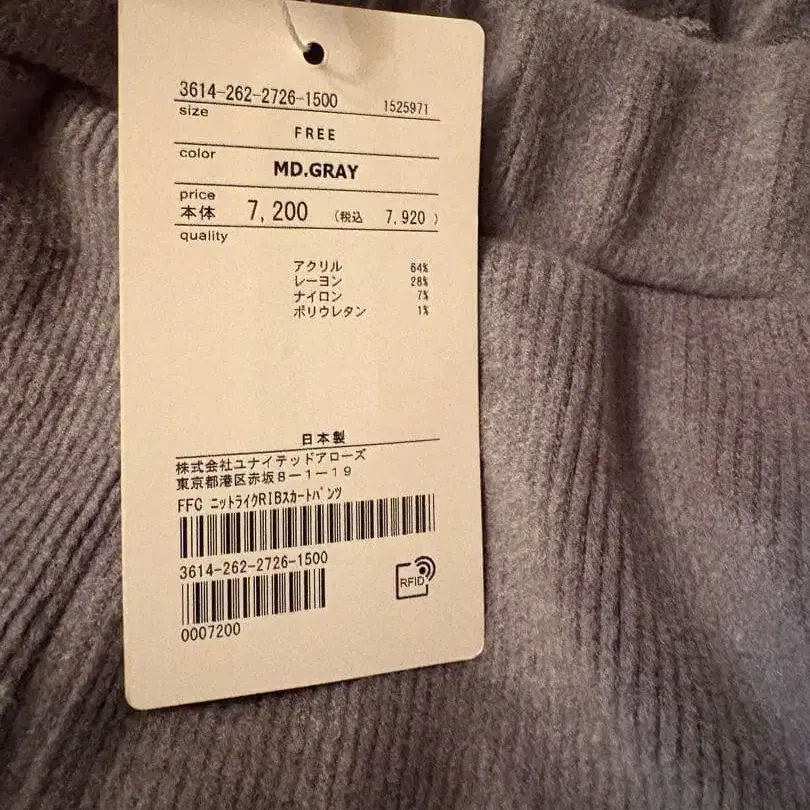 3614-262-2726-1500 1525971
size
FREE
color
MD.GRAY
price
本体 7,200 (税込 7,920 )
quality
アクリル 64%
レーヨン 28%
ナイロン 7%
ポリウレタン 1%
日本製
株式会社ユナイテッドアローズ
東京都港区赤坂8-1-19
FFC ニットライクRIBスカートパンツ
3614-262-2726-1500
RFID
0007200